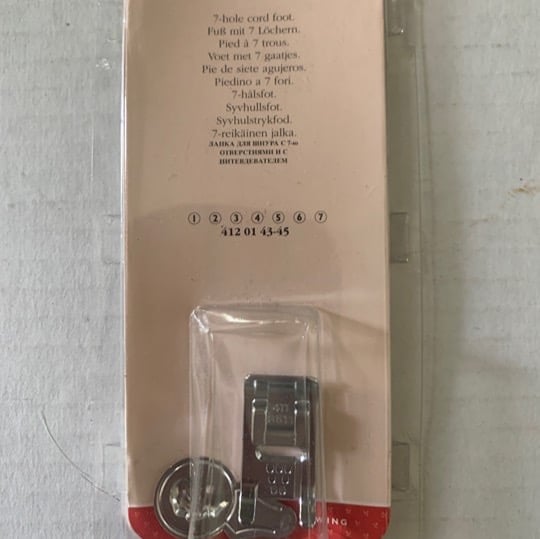 7-hole cord foot.
Fuß mit 7 Löchern.
Pied à 7 trous.
Voet met 7 gaatjes.
Pie de siete agujeros.
Piedino a 7 fori.
7-hålsfot.
Syvhullsfot.
Syvhulstrykfod.
7-reikäinen jalka.
ЛАПКА ДЛЯ ШНУРА С 7-ю
ОТВЕРСТИЯМИ И С
НИТЕВДЕВАТЕЛЕМ
① ② ③ ④ ⑤ ⑥ ⑦
412 01 43-45
WING